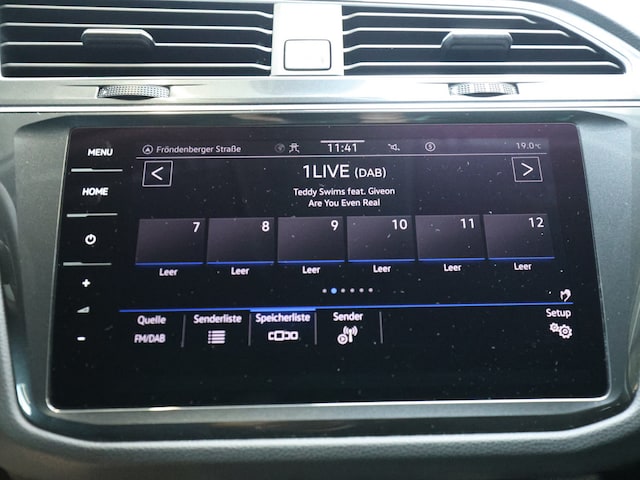 MENU
HOME
Fröndenberger Straße
11:41
19.0°C
1LIVE (DAB)
Teddy Swims feat. Giveon
Are You Even Real
7 8 9 10 11 12
Leer Leer Leer Leer Leer Leer
Quelle Senderliste Speicherliste Sender Setup
FM/DAB